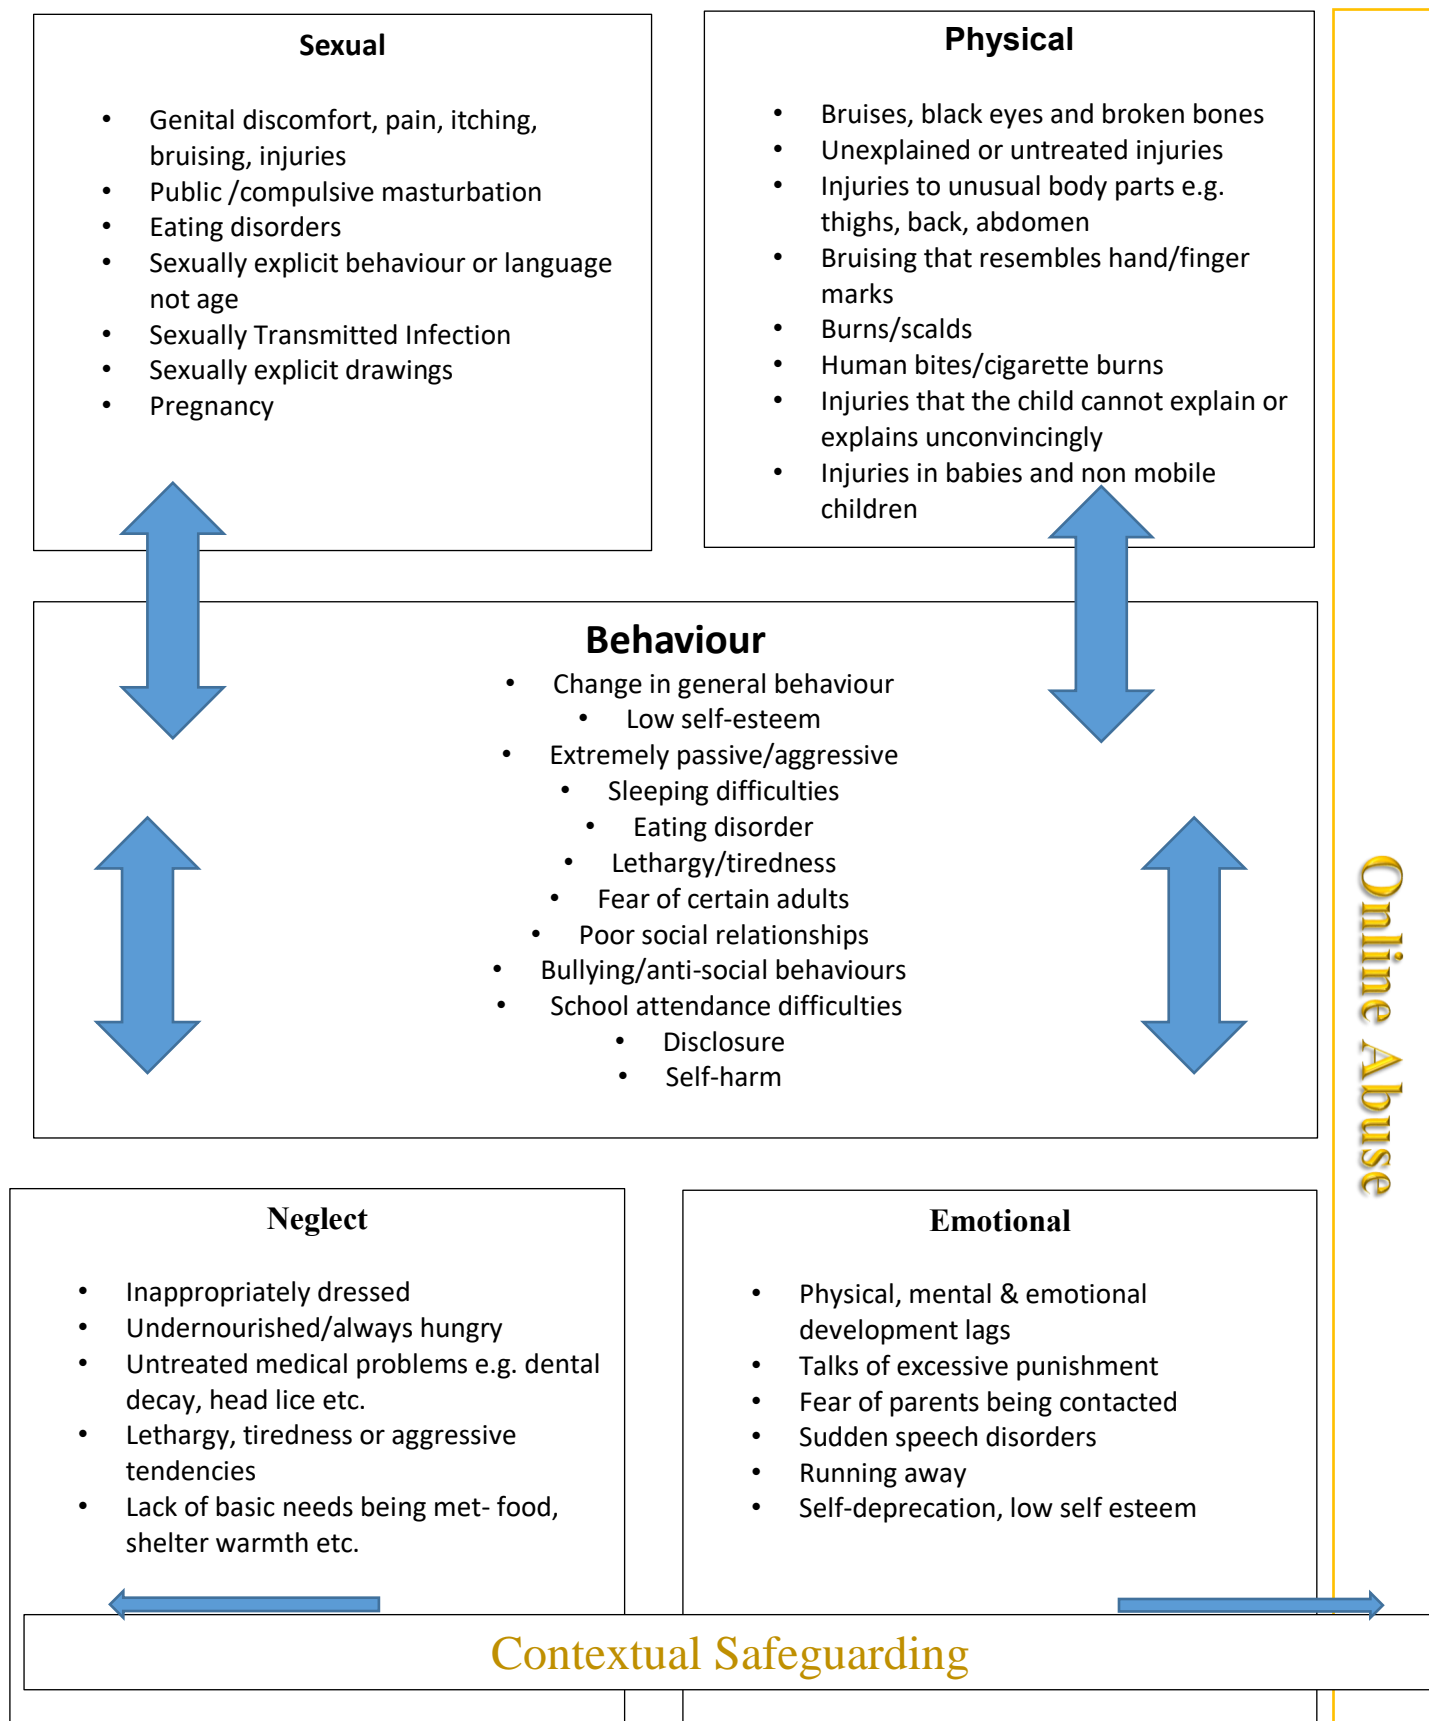 Sexual
• Genital discomfort, pain, itching,
bruising, injuries
• Public /compulsive masturbation
• Eating disorders
• Sexually explicit behaviour or language
not age
• Sexually Transmitted Infection
• Sexually explicit drawings
• Pregnancy
Physical
• Bruises, black eyes and broken bones
• Unexplained or untreated injuries
• Injuries to unusual body parts e.g.
thighs, back, abdomen
• Bruising that resembles hand/finger
marks
• Burns/scalds
• Human bites/cigarette burns
• Injuries that the child cannot explain or
explains unconvincingly
• Injuries in babies and non mobile
children
Behaviour
• Change in general behaviour
• Low self-esteem
• Extremely passive/aggressive
• Sleeping difficulties
• Eating disorder
• Lethargy/tiredness
• Fear of certain adults
• Poor social relationships
• Bullying/anti-social behaviours
• School attendance difficulties
• Disclosure
• Self-harm
Online Abuse
Neglect
• Inappropriately dressed
• Undernourished/always hungry
• Untreated medical problems e.g. dental
decay, head lice etc.
• Lethargy, tiredness or aggressive
tendencies
• Lack of basic needs being met- food,
shelter warmth etc.
Emotional
• Physical, mental & emotional
development lags
• Talks of excessive punishment
• Fear of parents being contacted
• Sudden speech disorders
• Running away
• Self-deprecation, low self esteem
Contextual Safeguarding